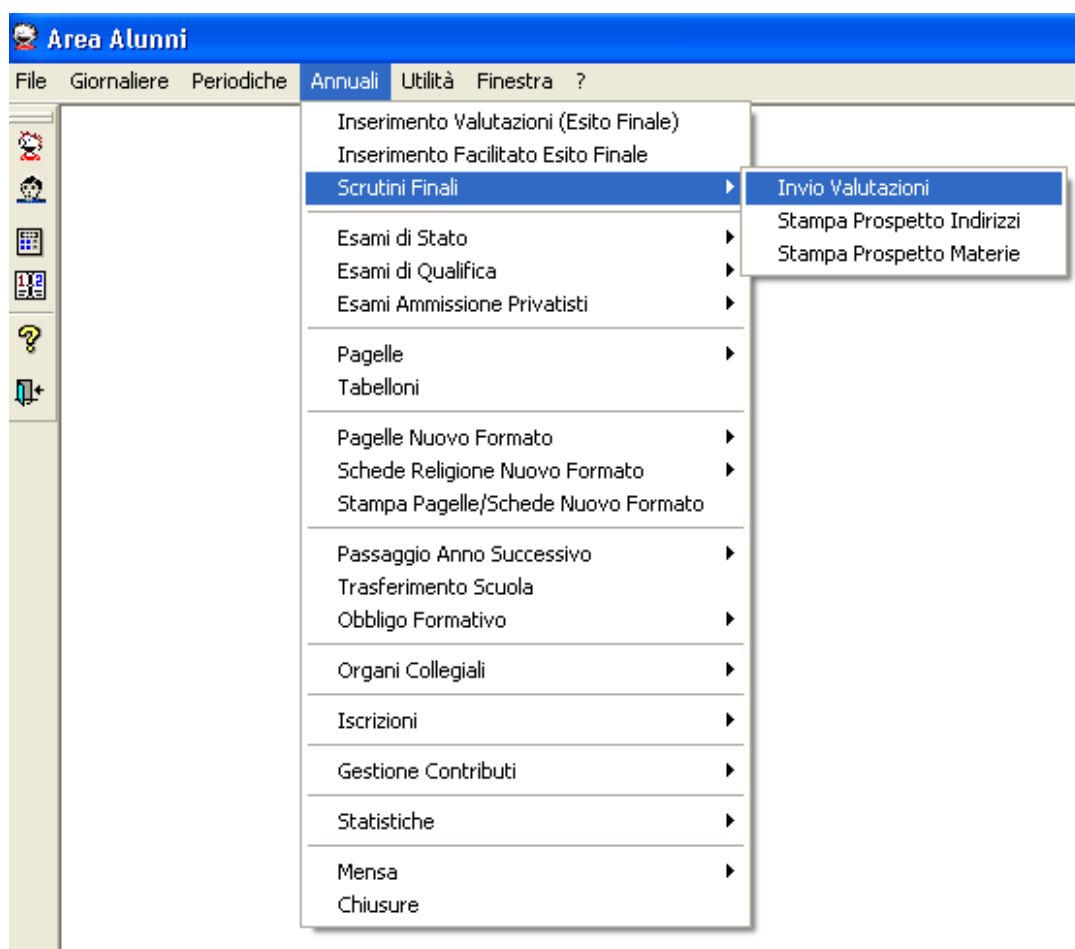 Area Alunni
File Giornaliere Periodiche Annuali Utilità Finestra ?
Inserimento Valutazioni (Esito Finale)
Inserimento Facilitato Esito Finale
Scrutini Finali
Invio Valutazioni
Stampa Prospetto Indirizzi
Stampa Prospetto Materie
Esami di Stato
Esami di Qualifica
Esami Ammissione Privatisti
Pagelle
Tabelloni
Pagelle Nuovo Formato
Schede Religione Nuovo Formato
Stampa Pagelle/Schede Nuovo Formato
Passaggio Anno Successivo
Trasferimento Scuola
Obbligo Formativo
Organi Collegiali
Iscrizioni
Gestione Contributi
Statistiche
Mensa
Chiusure